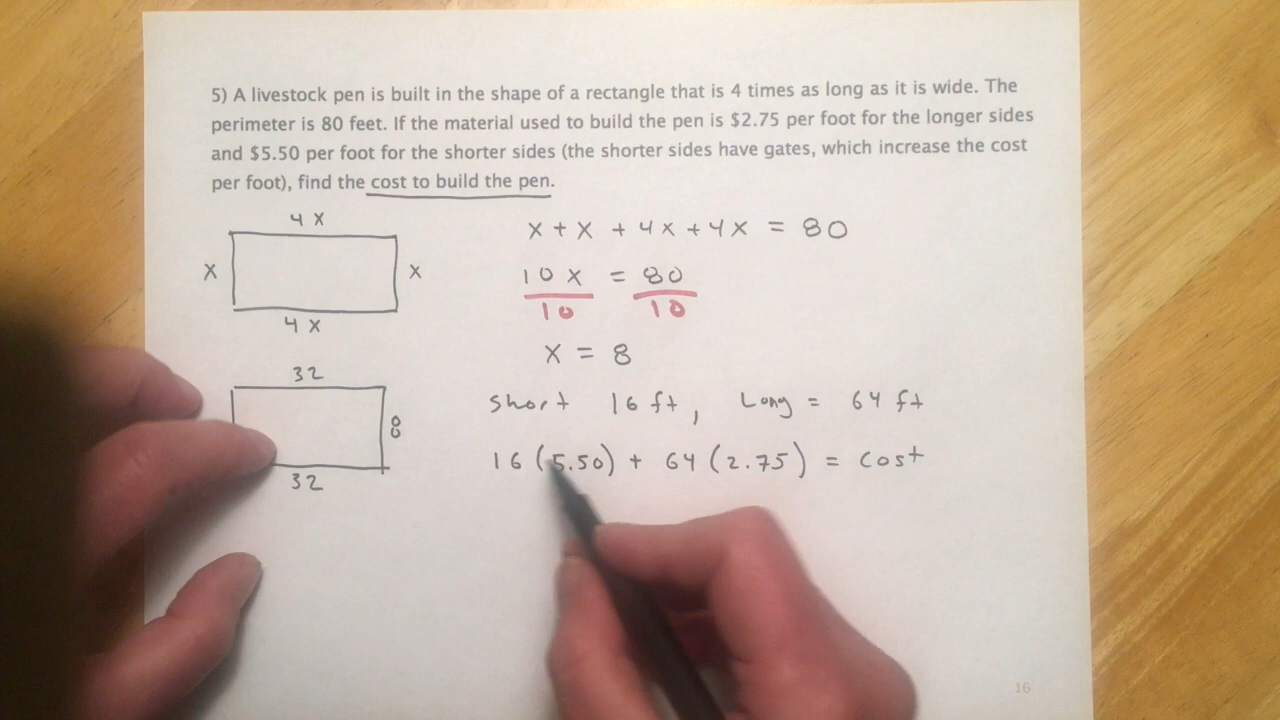 5) A livestock pen is built in the shape of a rectangle that is 4 times as long as it is wide. The
perimeter is 80 feet. If the material used to build the pen is $2.75 per foot for the longer sides
and $5.50 per foot for the shorter sides (the shorter sides have gates, which increase the cost
per foot), find the cost to build the pen.
4x
x x
4x
x + x + 4x + 4x = 80
10x = 80
10 10
x = 8
32
8
32
short 16 ft, Long = 64 ft
16 (5.50) + 64 (2.75) = cost
16